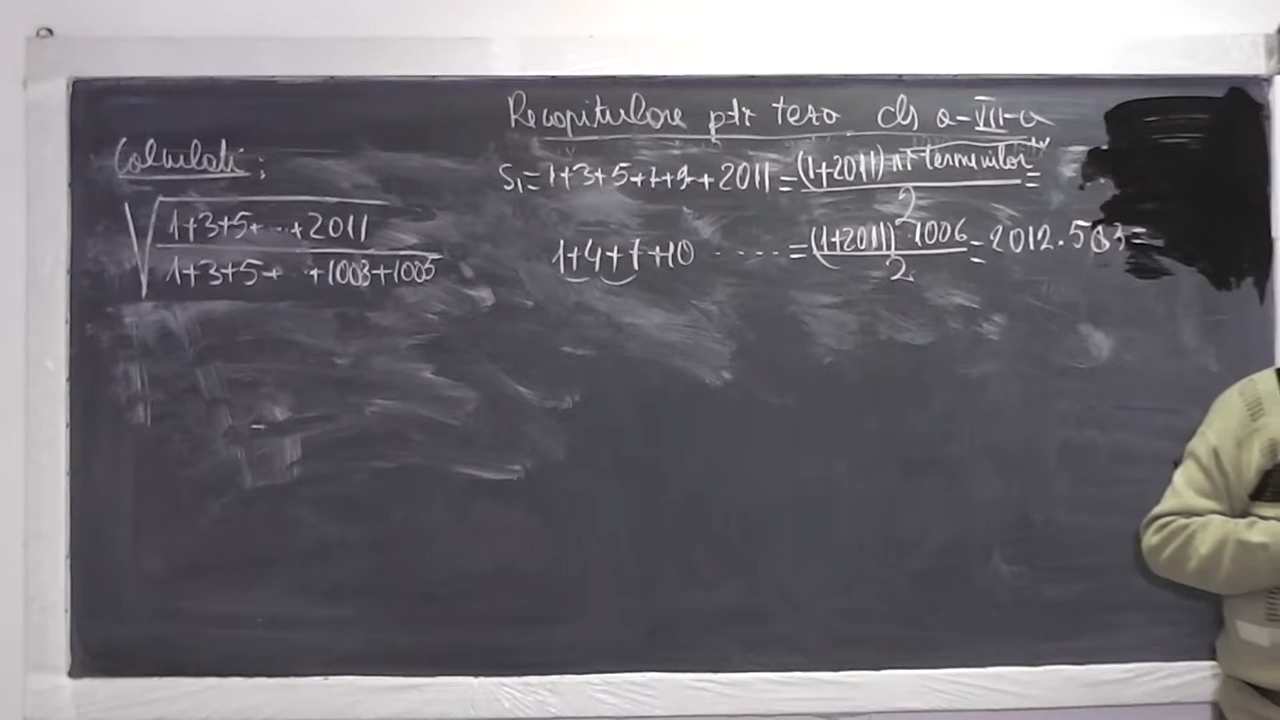 Recapitulare ptr teza cls a-VII-a
Calculati:
√(1+3+5+...+2011 / 1+3+5+...+1003+1005)
S₁=1+3+5+7+9+2011=(1+2011) nr termenilor/2=
1+4+7+10 .....=(1+2011)·1006/2=2012·503=